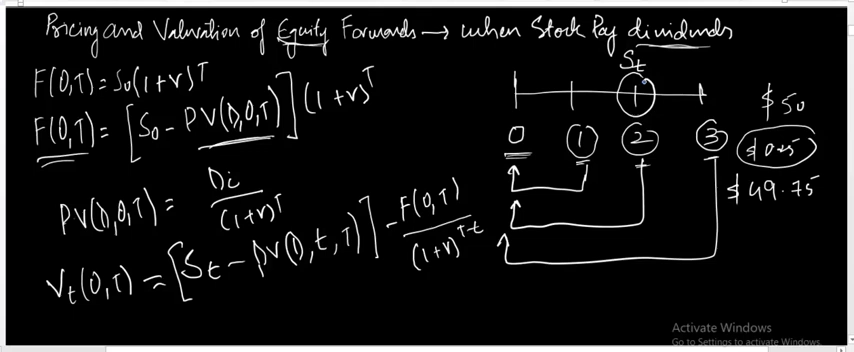 Pricing and Valuation of Equity Forwards → when Stock Pay dividends
F(0,T) = S₀(1+r)ᵀ
F(0,T) = [S₀ - PV(D,0,T)](1+r)ᵀ
PV(D,0,T) = Di/(1+r)ᵀ
Vₜ(0,T) = [Sₜ - PV(D,t,T)] - F(0,T)/(1+r)ᵀ⁻ᵗ
Sₜ
0 1 2 3
$50
$0.25
$49.75
Activate Windows
Go to Settings to activate Windows.